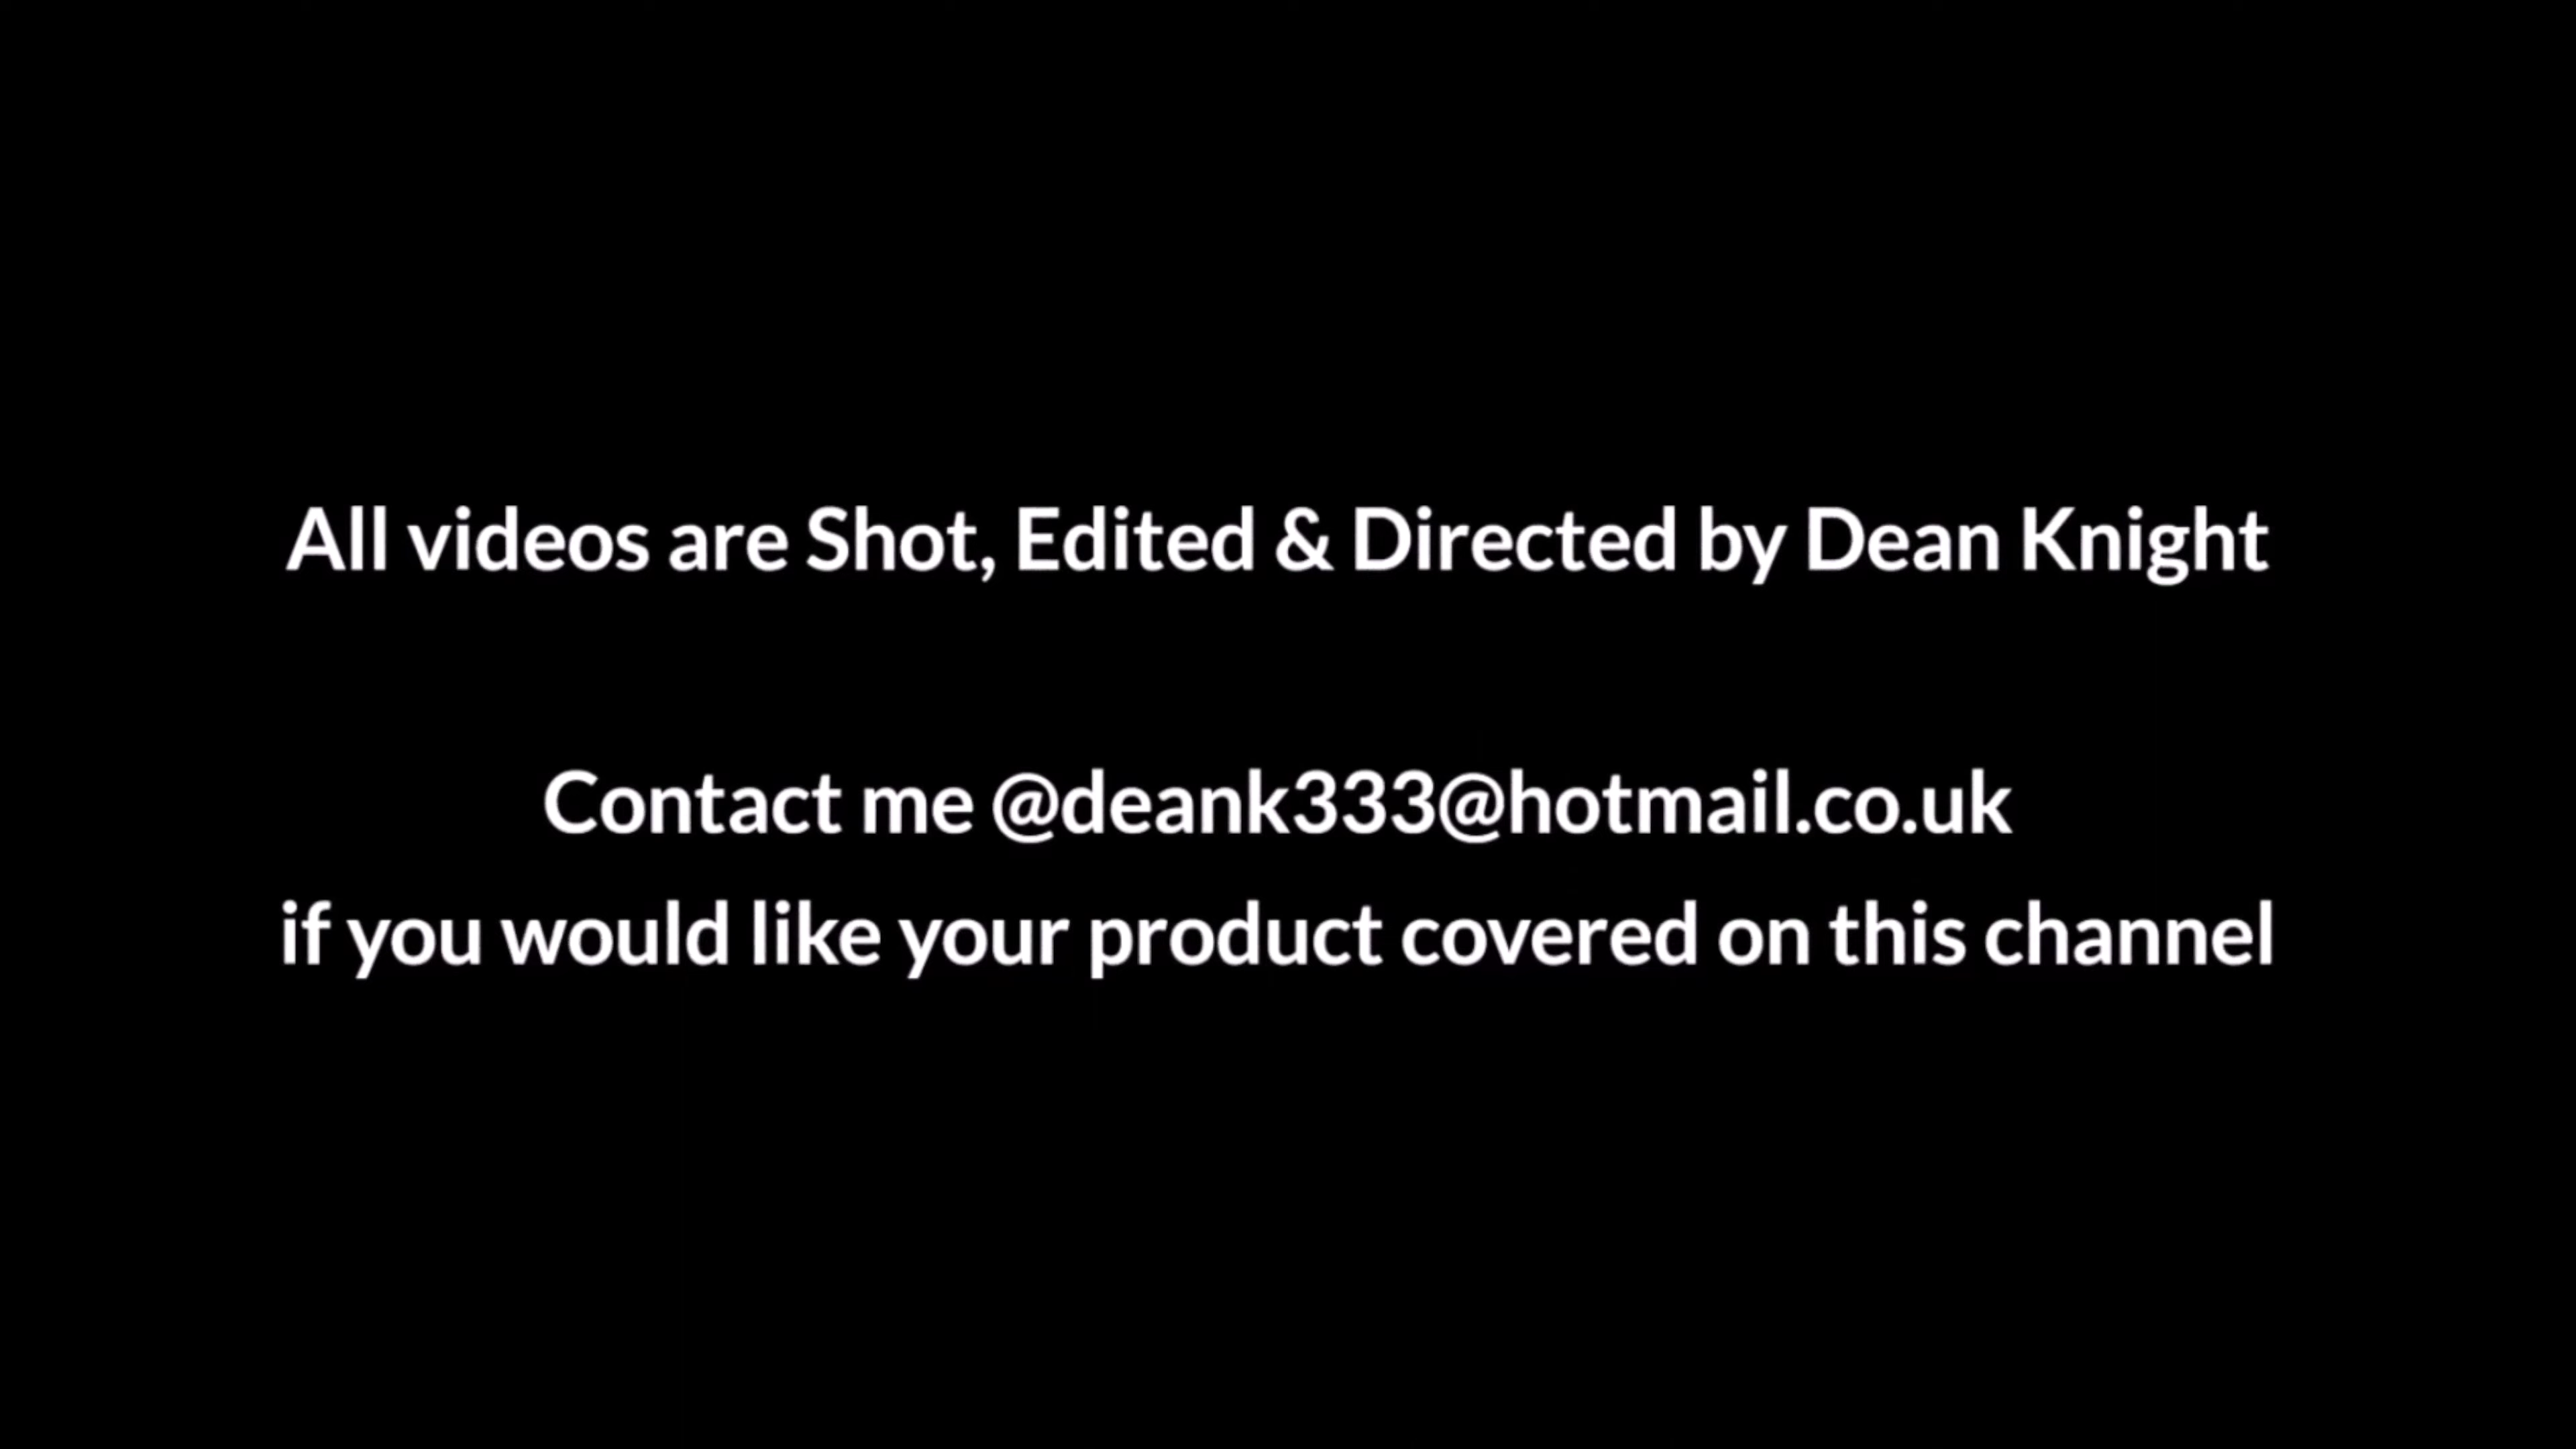 All videos are Shot, Edited & Directed by Dean Knight
Contact me @deank333@hotmail.co.uk
if you would like your product covered on this channel